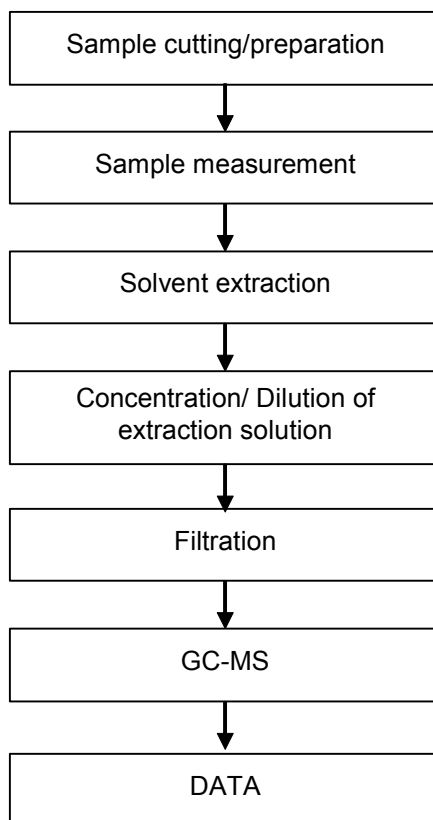 Sample cutting/preparation
Sample measurement
Solvent extraction
Concentration/ Dilution of
extraction solution
Filtration
GC-MS
DATA